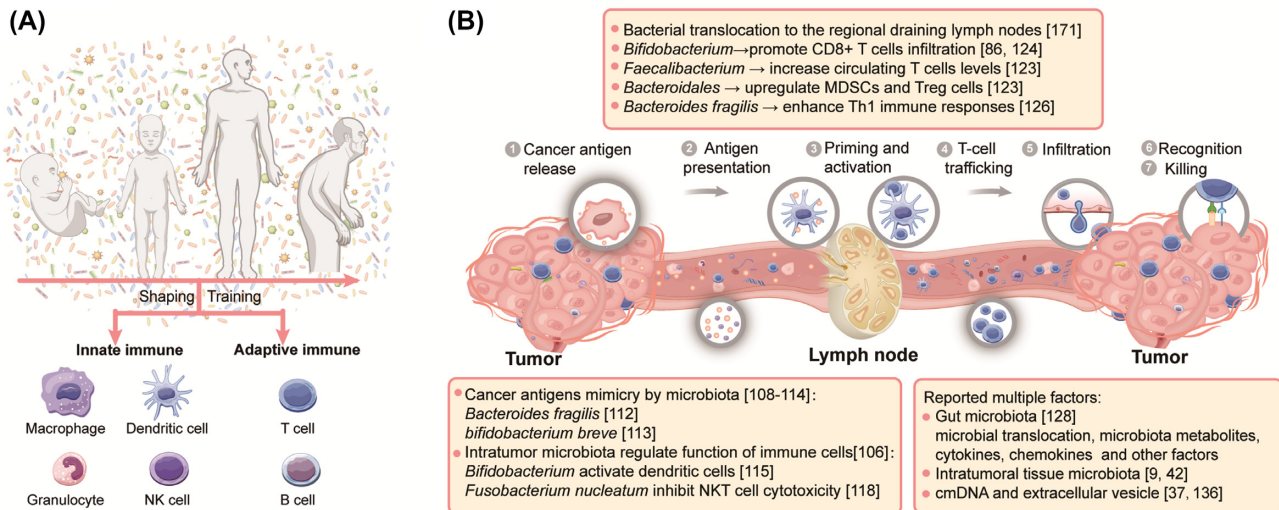 (A)
Shaping Training
Innate immune
Adaptive immune
Macrophage
Dendritic cell
T cell
Granulocyte
NK cell
B cell
(B)
Bacterial translocation to the regional draining lymph nodes [171]
Bifidobacterium→promote CD8+ T cells infiltration [86, 124]
Faecalibacterium → increase circulating T cells levels [123]
Bacteroidales → upregulate MDSCs and Treg cells [123]
Bacteroides fragilis → enhance Th1 immune responses [126]
1 Cancer antigen
release
2 Antigen
presentation
3 Priming and
activation
4 T-cell
trafficking
5 Infiltration
6 Recognition
7 Killing
Tumor
Lymph node
Tumor
Cancer antigens mimicry by microbiota [108-114]:
Bacteroides fragilis [112]
bifidobacterium breve [113]
Intratumor microbiota regulate function of immune cells[106]:
Bifidobacterium activate dendritic cells [115]
Fusobacterium nucleatum inhibit NKT cell cytotoxicity [118]
Reported multiple factors:
Gut microbiota [128]
microbial translocation, microbiota metabolites,
cytokines, chemokines and other factors
Intratumoral tissue microbiota [9, 42]
cmDNA and extracellular vesicle [37, 136]